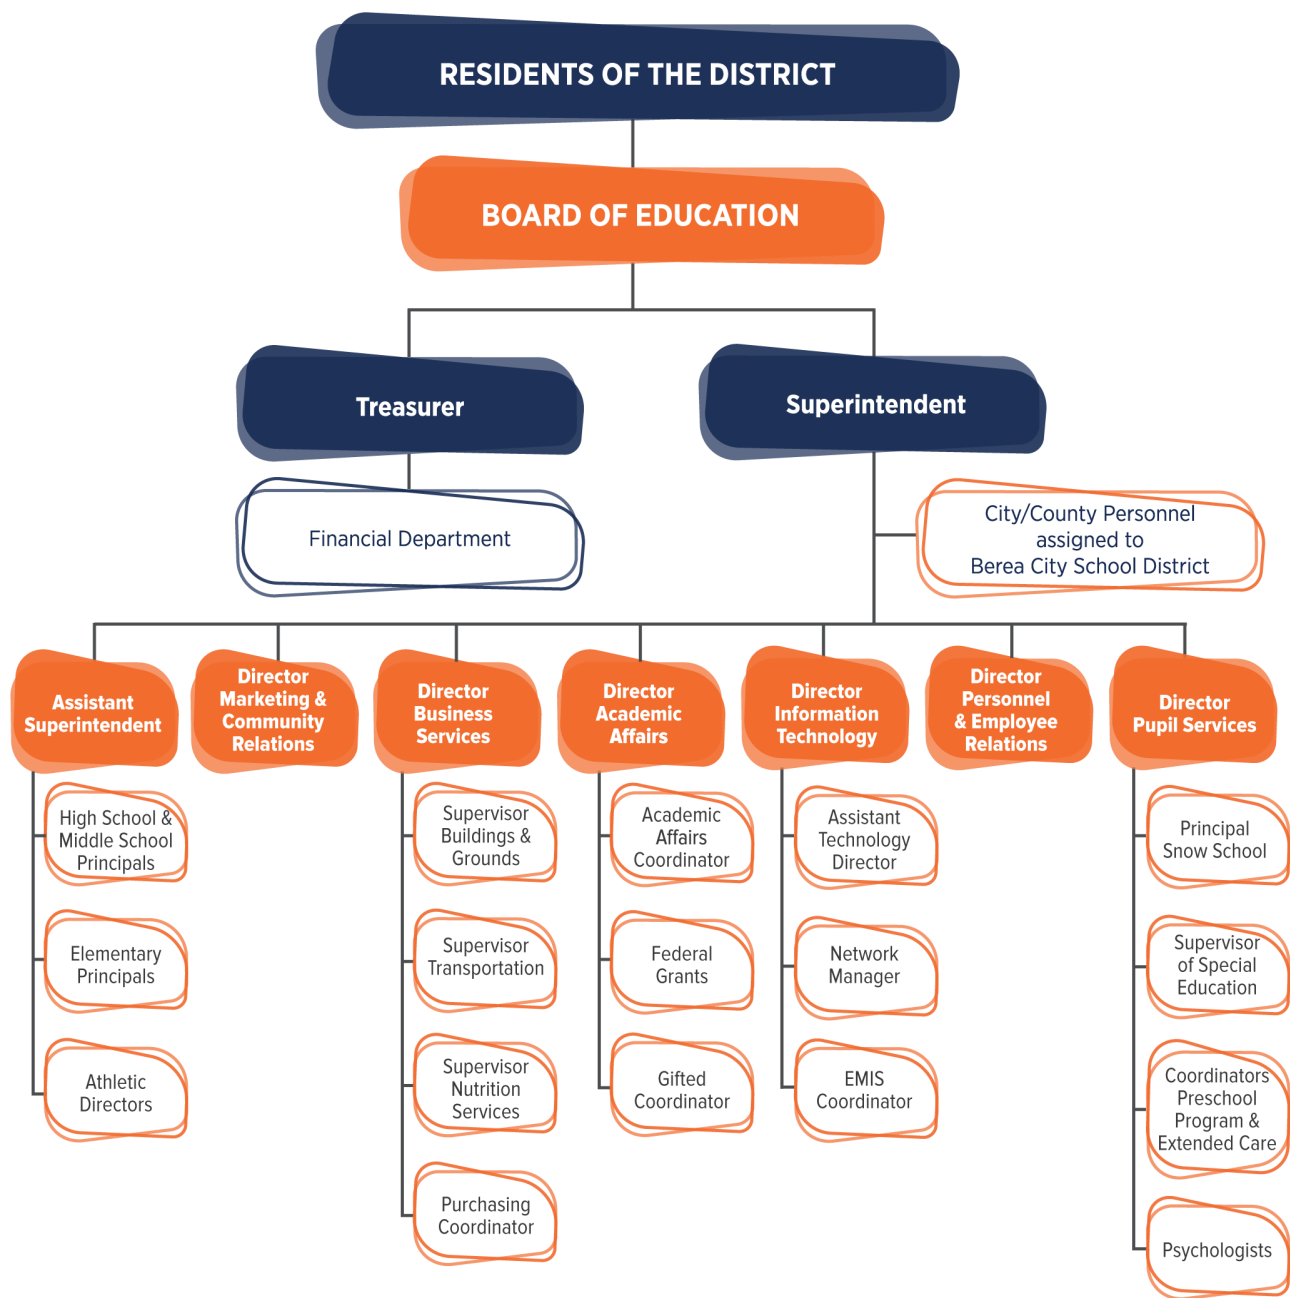 RESIDENTS OF THE DISTRICT
BOARD OF EDUCATION
Treasurer
Superintendent
Financial Department
City/County Personnel
assigned to
Berea City School District
Assistant
Superintendent
Director
Marketing &
Community
Relations
Director
Business
Services
Director
Academic
Affairs
Director
Information
Technology
Director
Personnel
& Employee
Relations
Director
Pupil Services
High School &
Middle School
Principals
Elementary
Principals
Athletic
Directors
Supervisor
Buildings &
Grounds
Supervisor
Transportation
Supervisor
Nutrition
Services
Purchasing
Coordinator
Academic
Affairs
Coordinator
Federal
Grants
Gifted
Coordinator
Assistant
Technology
Director
Network
Manager
EMIS
Coordinator
Principal
Snow School
Supervisor
of Special
Education
Coordinators
Preschool
Program &
Extended Care
Psychologists